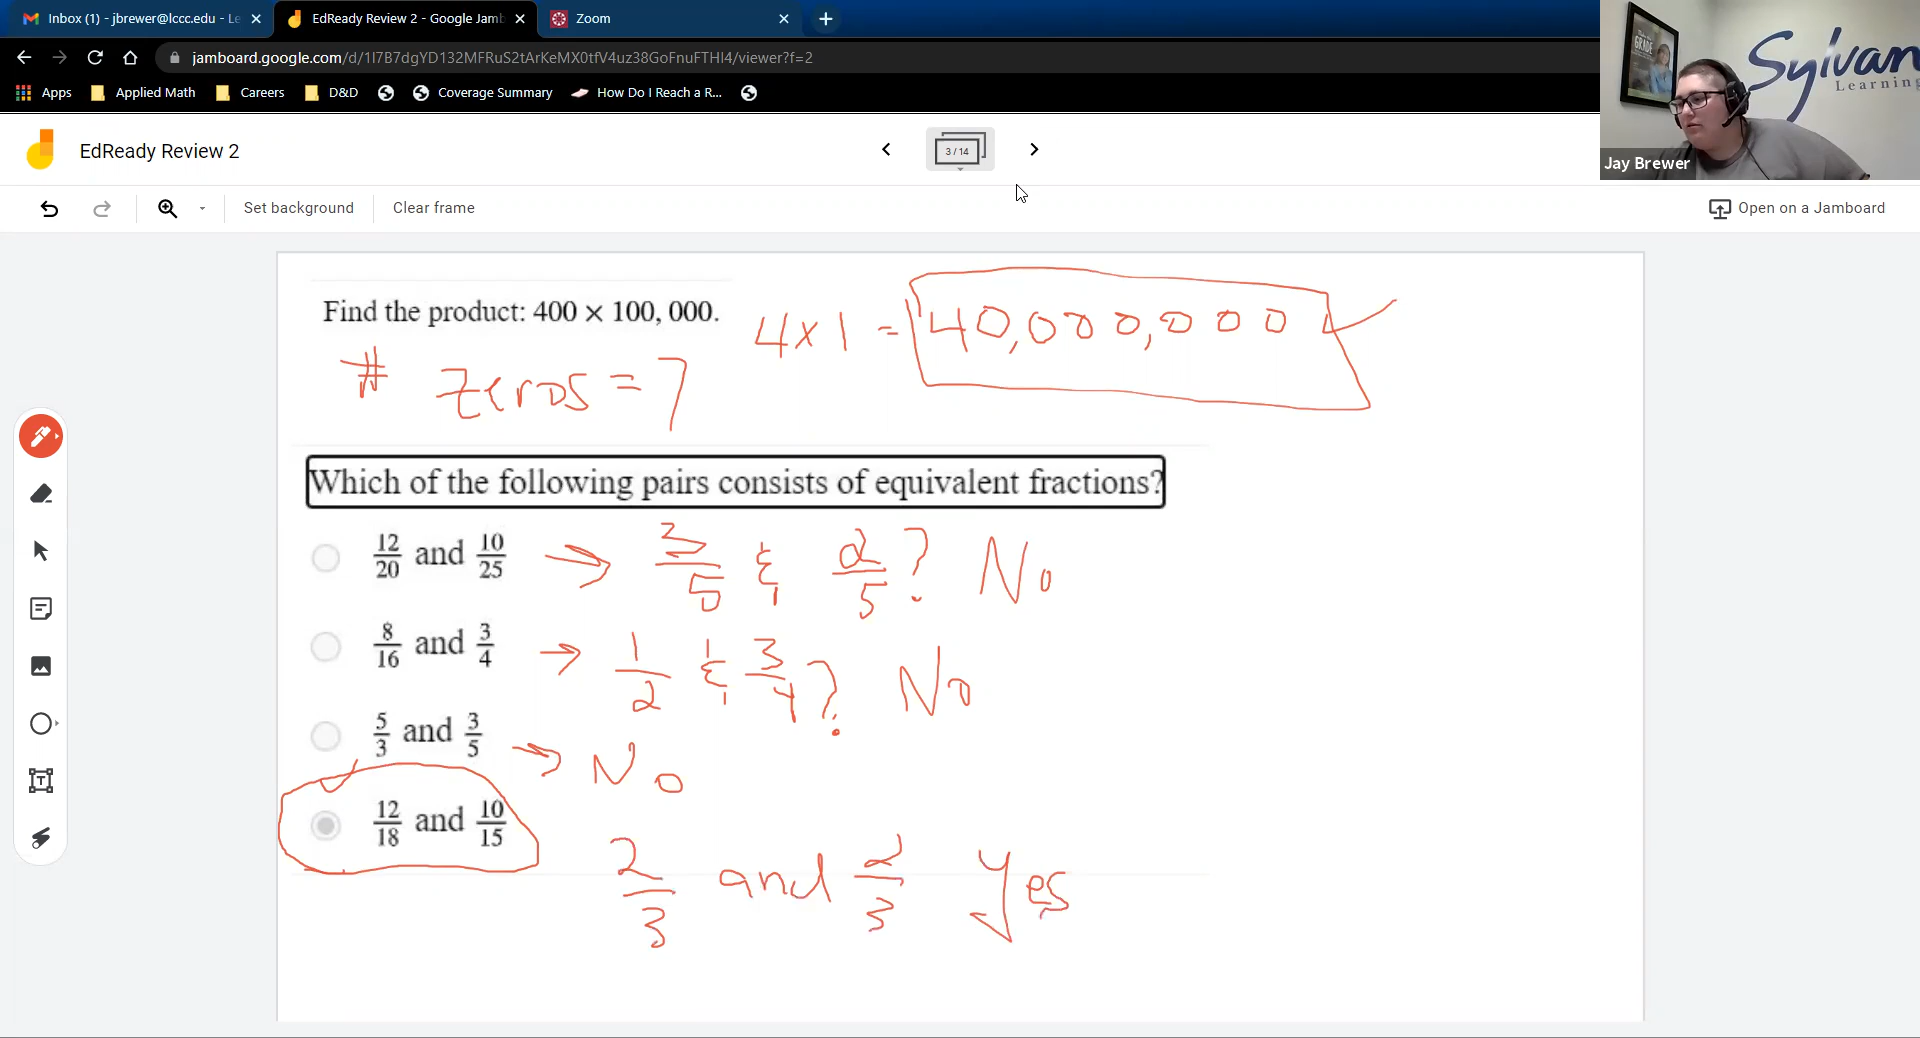 Inbox (1) - jbrewer@lccc.edu - Le
EdReady Review 2 - Google Jamb
Zoom
jamboard.google.com/d/1I7B7dgYD132MFRuS2tArKeMX0tfV4uz38GoFnuFTHI4/viewer?f=2
Apps Applied Math Careers D&D Coverage Summary How Do I Reach a R...
GRADE
Sylvan
Learning
Jay Brewer
EdReady Review 2
3 / 14
Set background Clear frame Open on a Jamboard
Find the product: 400 × 100, 000. 4 x 1 = 40,000,000
# zeros = 7
Which of the following pairs consists of equivalent fractions?
12/20 and 10/25 → 3/5 & 2/5 ? No
8/16 and 3/4 → 1/2 & 3/4 ? No
5/3 and 3/5 → No
12/18 and 10/15 2/3 and 2/3 Yes